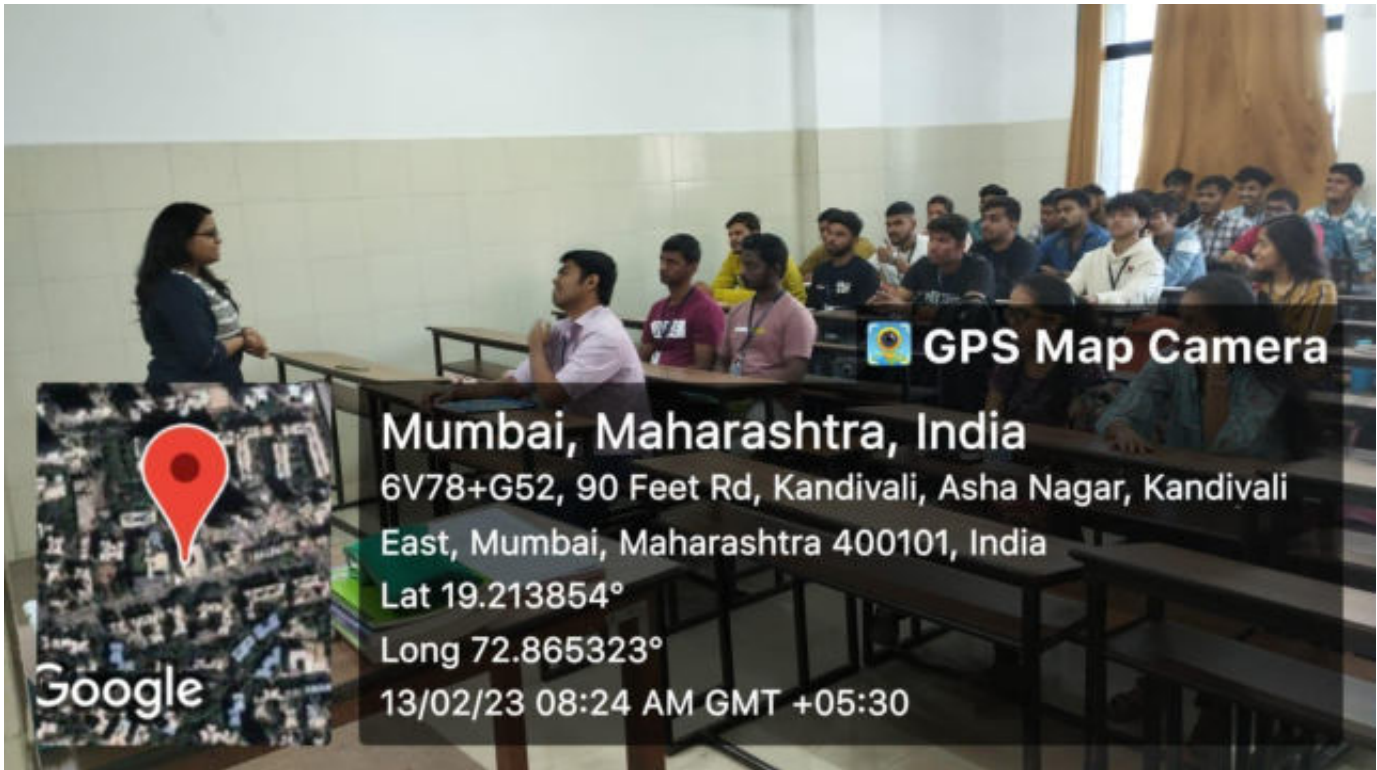 GPS Map Camera
Mumbai, Maharashtra, India
6V78+G52, 90 Feet Rd, Kandivali, Asha Nagar, Kandivali
East, Mumbai, Maharashtra 400101, India
Lat 19.213854°
Long 72.865323°
13/02/23 08:24 AM GMT +05:30
Google